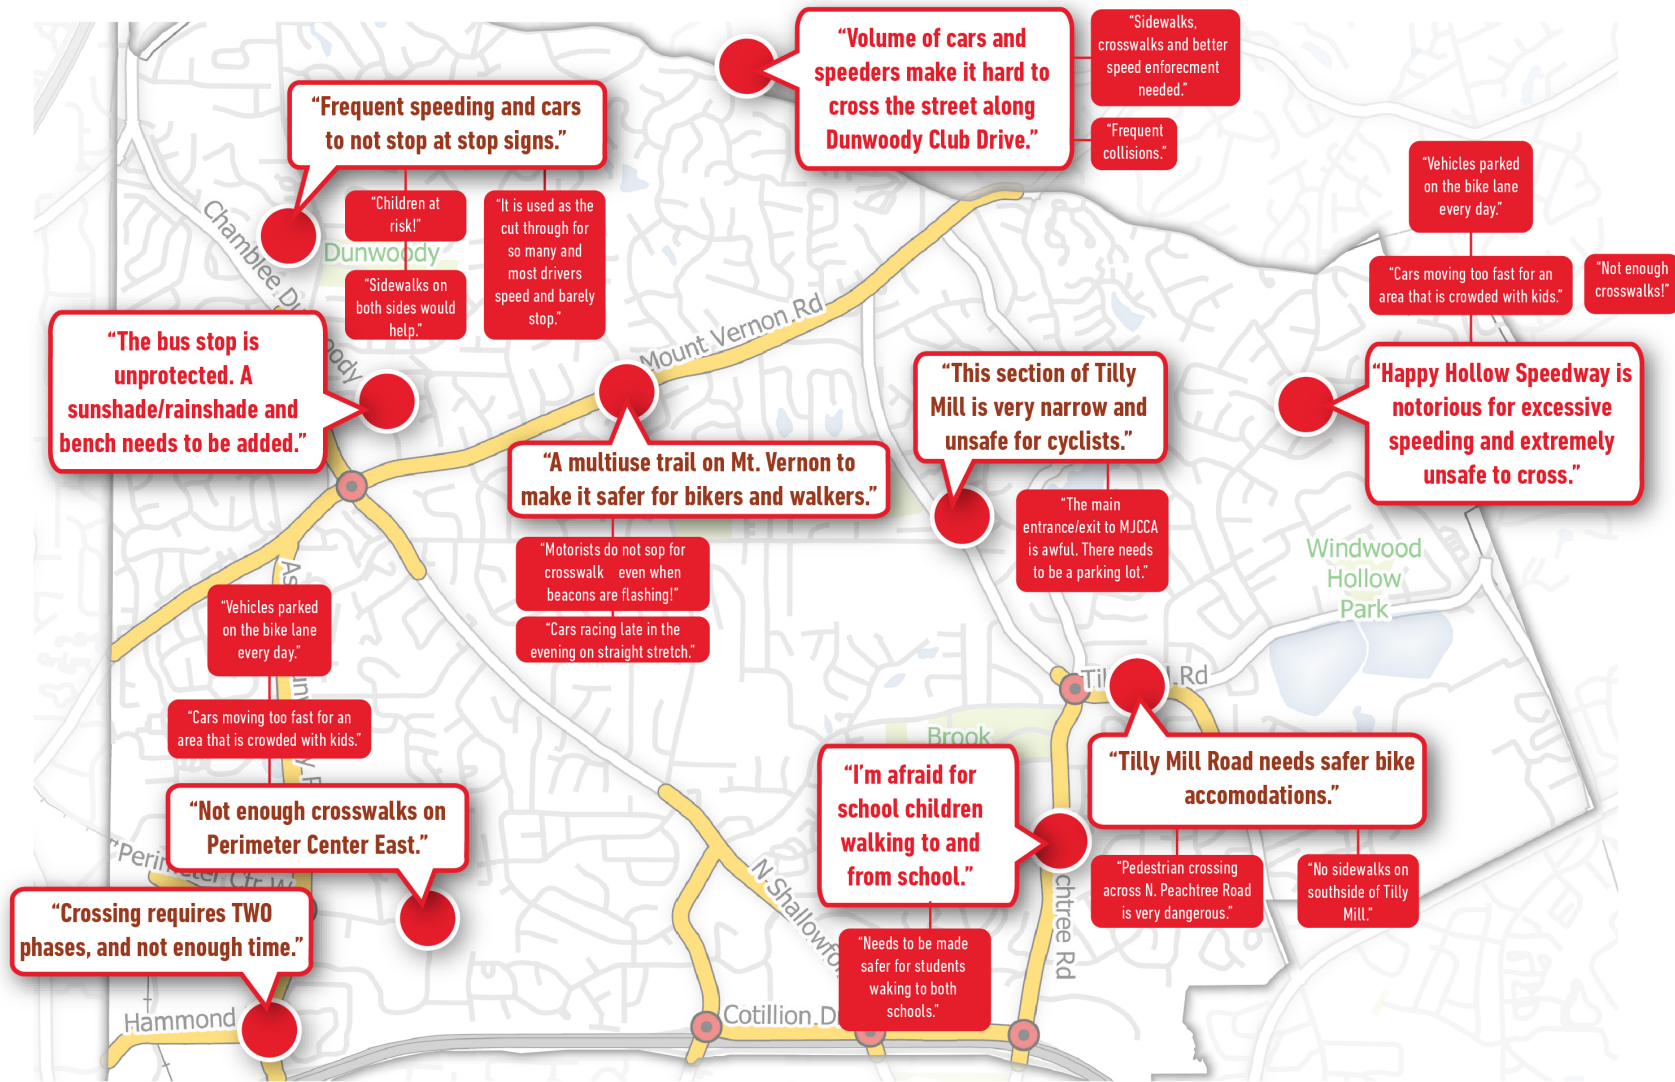 “Volume of cars and
speeders make it hard to
cross the street along
Dunwoody Club Drive.”
“Sidewalks,
crosswalks and better
speed enforecment
needed.”
“Frequent
collisions.”
“Frequent speeding and cars
to not stop at stop signs.”
“Children at
risk!”
“Sidewalks on
both sides would
help.”
“It is used as the
cut through for
so many and
most drivers
speed and barely
stop.”
“Vehicles parked
on the bike lane
every day.”
“Cars moving too fast for an
area that is crowded with kids.”
“Not enough
crosswalks!”
“Happy Hollow Speedway is
notorious for excessive
speeding and extremely
unsafe to cross.”
Chamblee Du
oody
Dunwoody
“The bus stop is
unprotected. A
sunshade/rainshade and
bench needs to be added.”
Mount Vernon Rd
“A multiuse trail on Mt. Vernon to
make it safer for bikers and walkers.”
“Motorists do not sop for
crosswalk even when
beacons are flashing!”
“Cars racing late in the
evening on straight stretch.”
“This section of Tilly
Mill is very narrow and
unsafe for cyclists.”
“The main
entrance/exit to MJCCA
is awful. There needs
to be a parking lot.”
Windwood
Hollow
Park
As
“Vehicles parked
on the bike lane
every day.”
“Cars moving too fast for an
area that is crowded with kids.”
“Not enough crosswalks on
Perimeter Center East.”
Perimeter Ctr W
“Crossing requires TWO
phases, and not enough time.”
Hammond
Til
Rd
Brook
“Tilly Mill Road needs safer bike
accomodations.”
“Pedestrian crossing
across N. Peachtree Road
is very dangerous.”
“No sidewalks on
southside of Tilly
Mill.”
“I’m afraid for
school children
walking to and
from school.”
“Needs to be made
safer for students
waking to both
schools.”
N Shallowfo
chtree Rd
Cotillion D